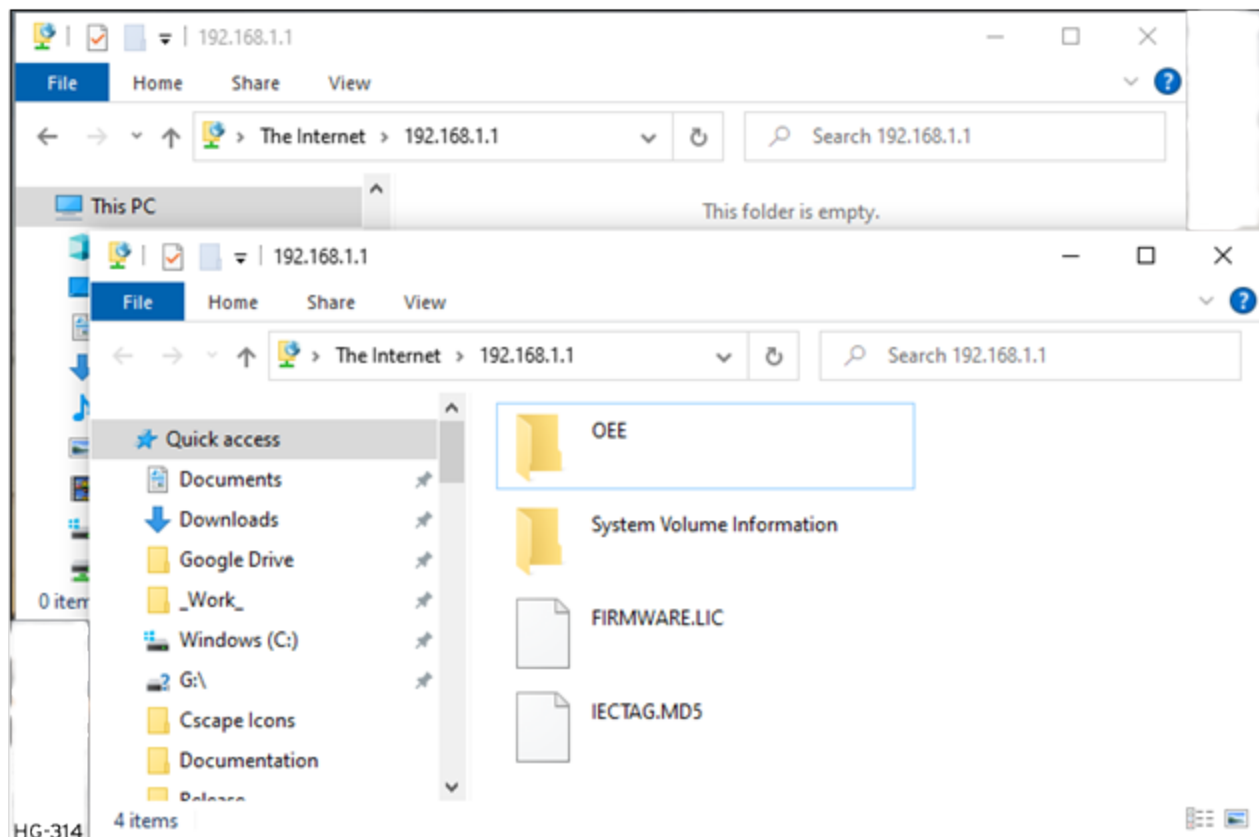 192.168.1.1
File Home Share View
The Internet > 192.168.1.1
Search 192.168.1.1
This PC
This folder is empty.
0 item
192.168.1.1
File Home Share View
The Internet > 192.168.1.1
Search 192.168.1.1
Quick access
Documents
Downloads
Google Drive
_Work_
Windows (C:)
G:\
Cscape Icons
Documentation
Release
4 items
OEE
System Volume Information
FIRMWARE.LIC
IECTAG.MD5
HG-314